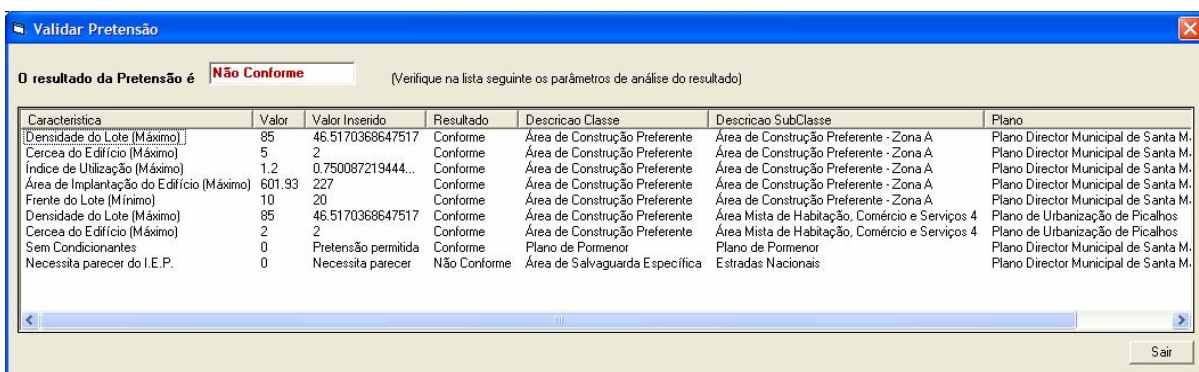 Validar Pretensão
O resultado da Pretensão é Não Conforme (Verifique na lista seguinte os parâmetros de análise do resultado)
Caracteristica Valor Valor Inserido Resultado Descricao Classe Descricao SubClasse Plano
Densidade do Lote (Máximo) 85 46.5170368647517 Conforme Área de Construção Preferente Área de Construção Preferente - Zona A Plano Director Municipal de Santa M
Cercea do Edifício (Máximo) 5 2 Conforme Área de Construção Preferente Área de Construção Preferente - Zona A Plano Director Municipal de Santa M
Índice de Utilização (Máximo) 1.2 0.750087219444... Conforme Área de Construção Preferente Área de Construção Preferente - Zona A Plano Director Municipal de Santa M
Área de Implantação do Edifício (Máximo) 601.93 227 Conforme Área de Construção Preferente Área de Construção Preferente - Zona A Plano Director Municipal de Santa M
Frente do Lote (Mínimo) 10 20 Conforme Área de Construção Preferente Área de Construção Preferente - Zona A Plano Director Municipal de Santa M
Densidade do Lote (Máximo) 85 46.5170368647517 Conforme Área de Construção Preferente Área Mista de Habitação, Comércio e Serviços 4 Plano de Urbanização de Picalhos
Cercea do Edifício (Máximo) 2 2 Conforme Área de Construção Preferente Área Mista de Habitação, Comércio e Serviços 4 Plano de Urbanização de Picalhos
Sem Condicionantes 0 Pretensão permitida Conforme Plano de Pormenor Plano de Pormenor Plano Director Municipal de Santa M
Necessita parecer do I.E.P. 0 Necessita parecer Não Conforme Área de Salvaguarda Específica Estradas Nacionais Plano Director Municipal de Santa M
Sair